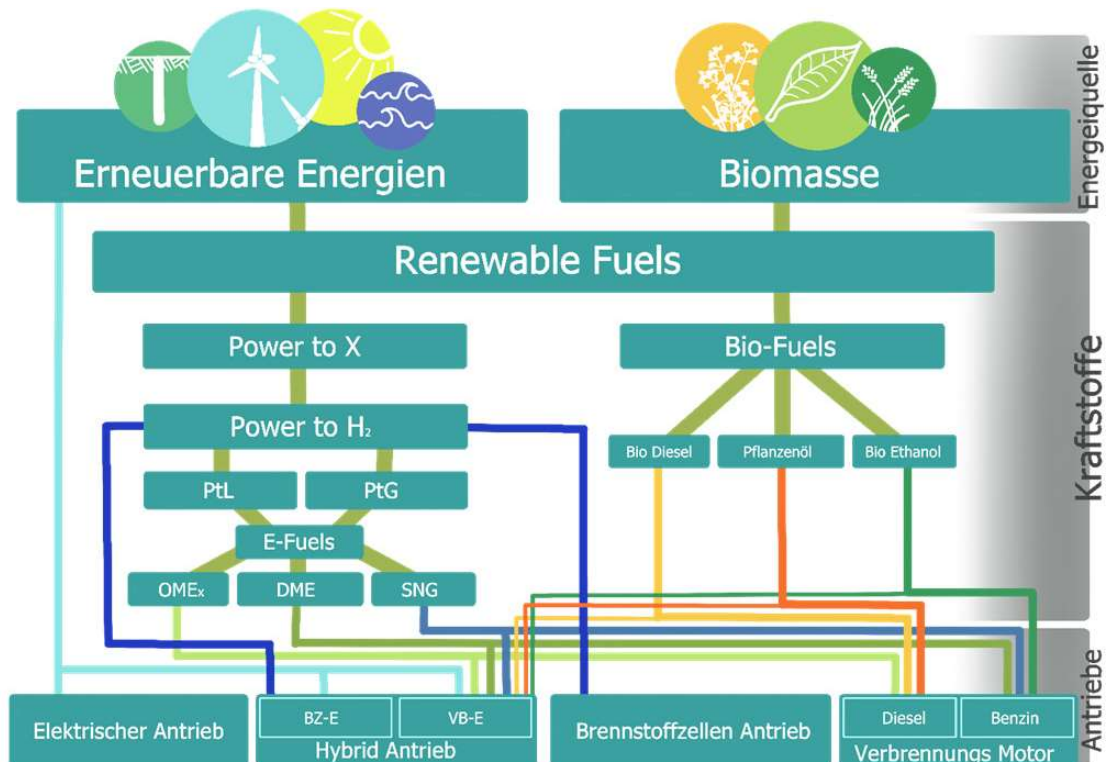 Erneuerbare Energien
Biomasse
Energeiquelle
Renewable Fuels
Kraftstoffe
Power to X
Bio-Fuels
Power to H₂
Bio Diesel
Pflanzenöl
Bio Ethanol
PtL
PtG
E-Fuels
OMEx
DME
SNG
Antriebe
Elektrischer Antrieb
BZ-E
VB-E
Hybrid Antrieb
Brennstoffzellen Antrieb
Diesel
Benzin
Verbrennungs Motor